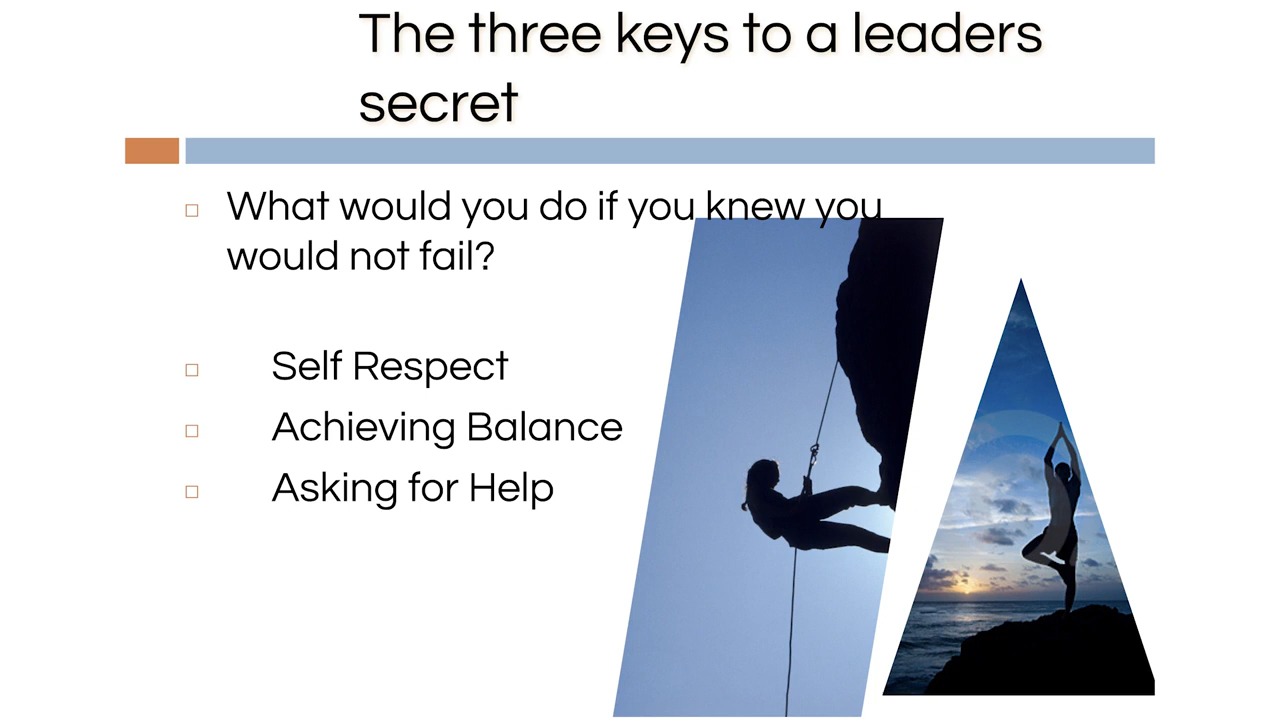 The three keys to a leaders
secret
What would you do if you knew you
would not fail?
Self Respect
Achieving Balance
Asking for Help